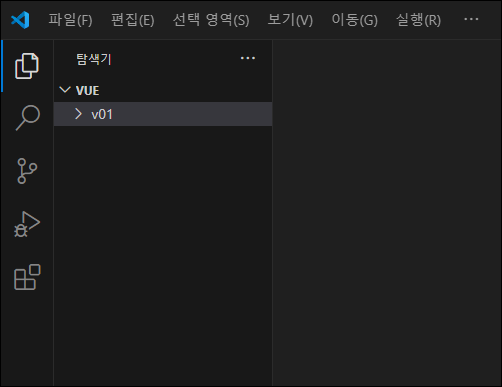 파일(F) 편집(E) 선택 영역(S) 보기(V) 이동(G) 실행(R) ···
탐색기 ···
VUE
v01